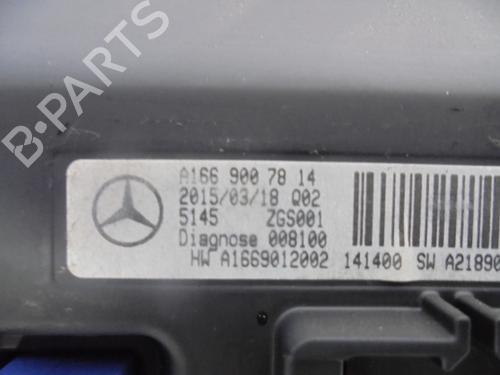 B-PARTS
A166 900 78 14
2015/03/18 Q02
5145 ZGS001
Diagnose 008100
HW A1669012002 141400 SW A21890